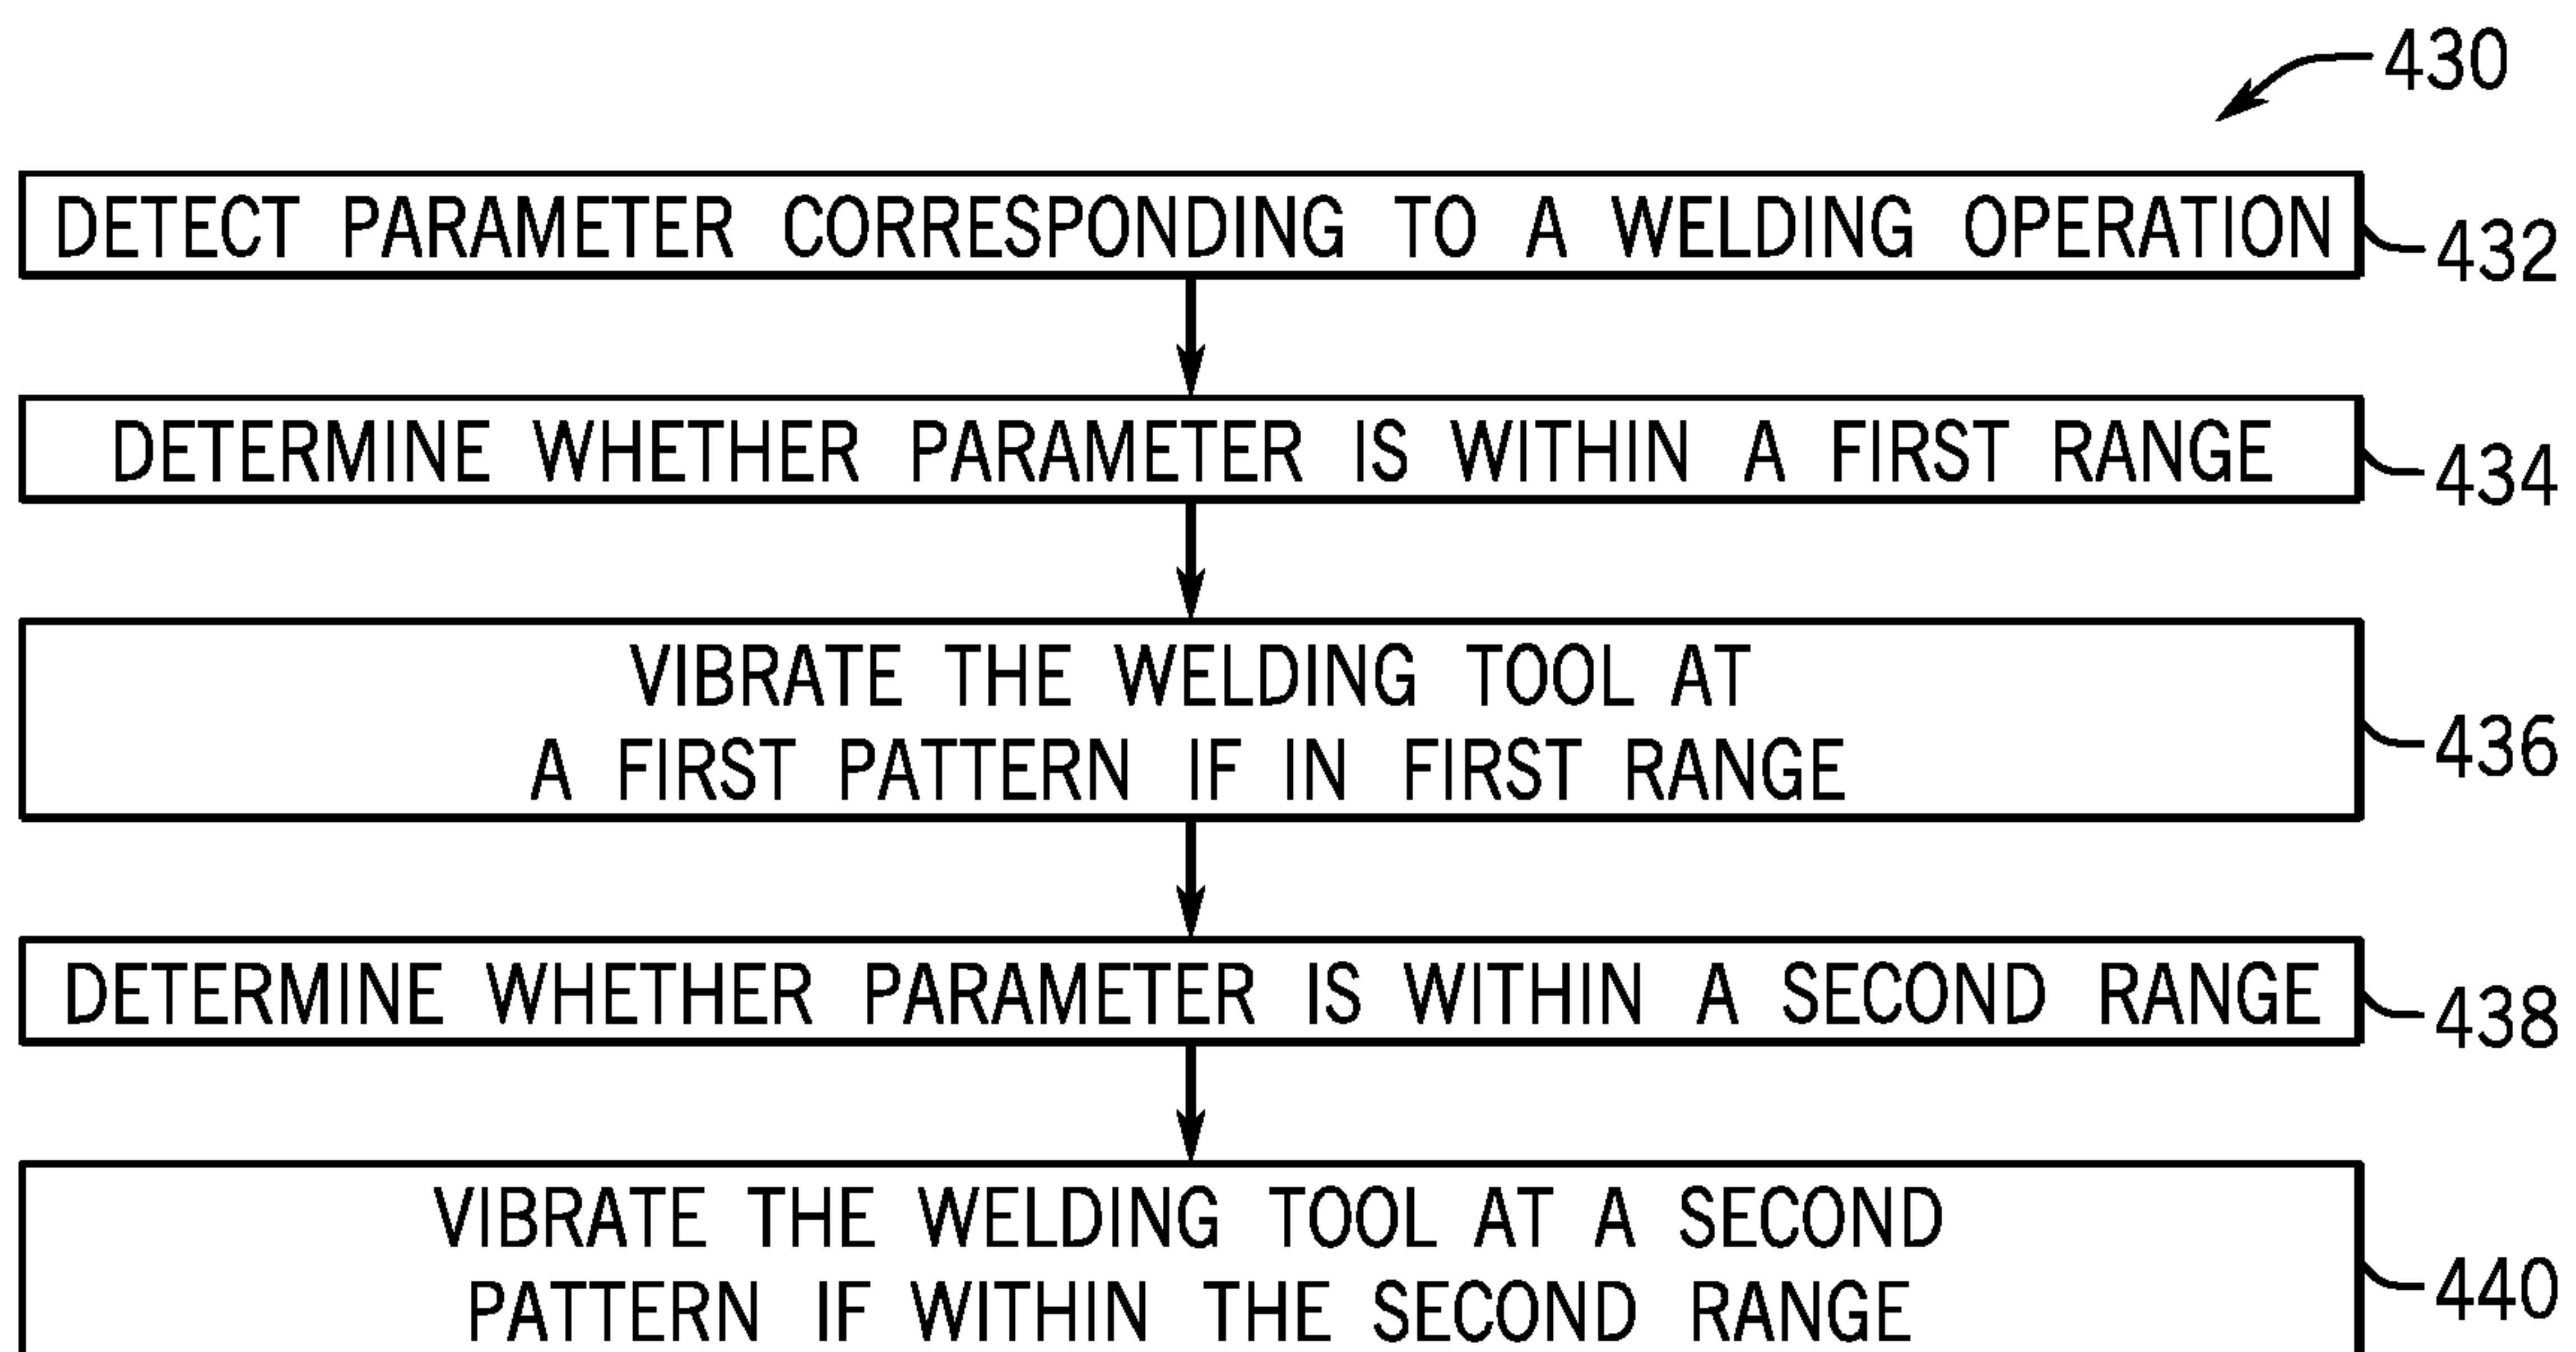 430
DETECT PARAMETER CORRESPONDING TO A WELDING OPERATION
432
DETERMINE WHETHER PARAMETER IS WITHIN A FIRST RANGE
434
VIBRATE THE WELDING TOOL AT
A FIRST PATTERN IF IN FIRST RANGE
436
DETERMINE WHETHER PARAMETER IS WITHIN A SECOND RANGE
438
VIBRATE THE WELDING TOOL AT A SECOND
PATTERN IF WITHIN THE SECOND RANGE
440